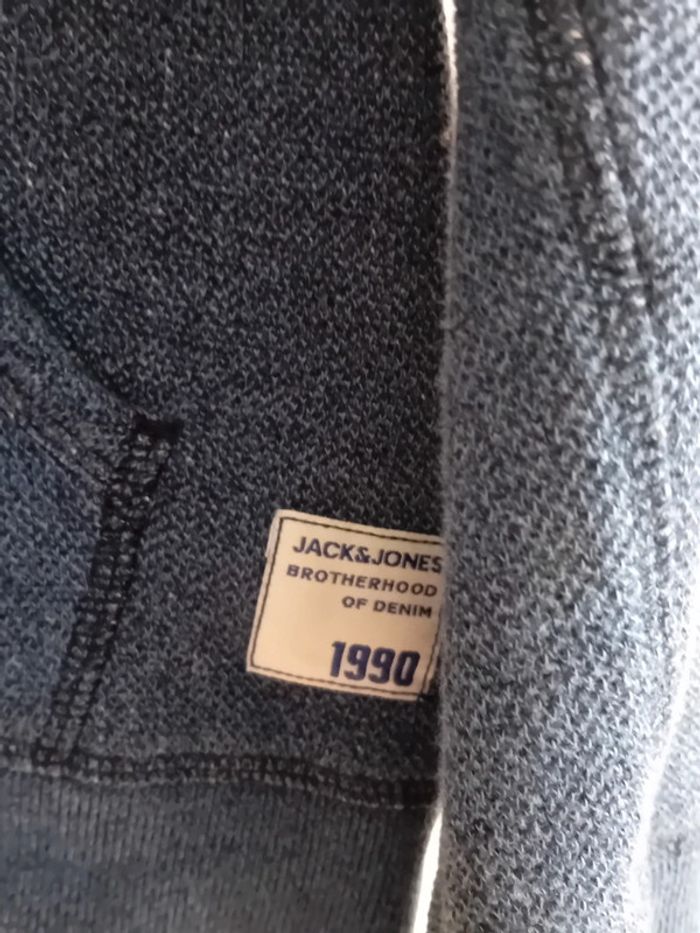 JACK&JONES
BROTHERHOOD
OF DENIM
1990